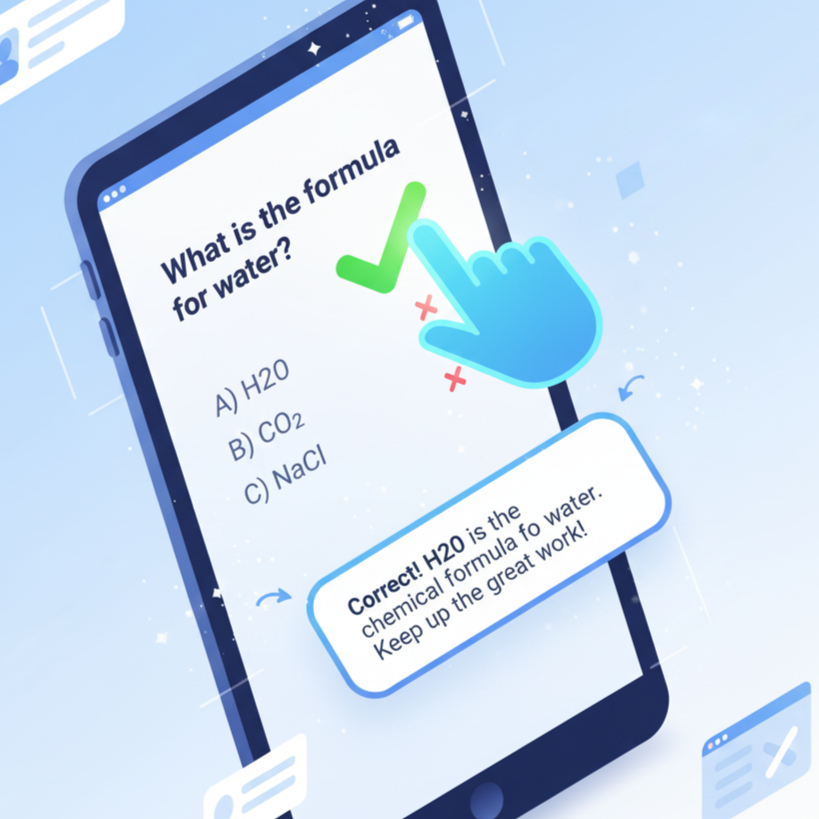 What is the formula
for water?
A) H20
B) CO₂
C) NaCl
Correct! H20 is the
chemical formula fo water.
Keep up the great work!